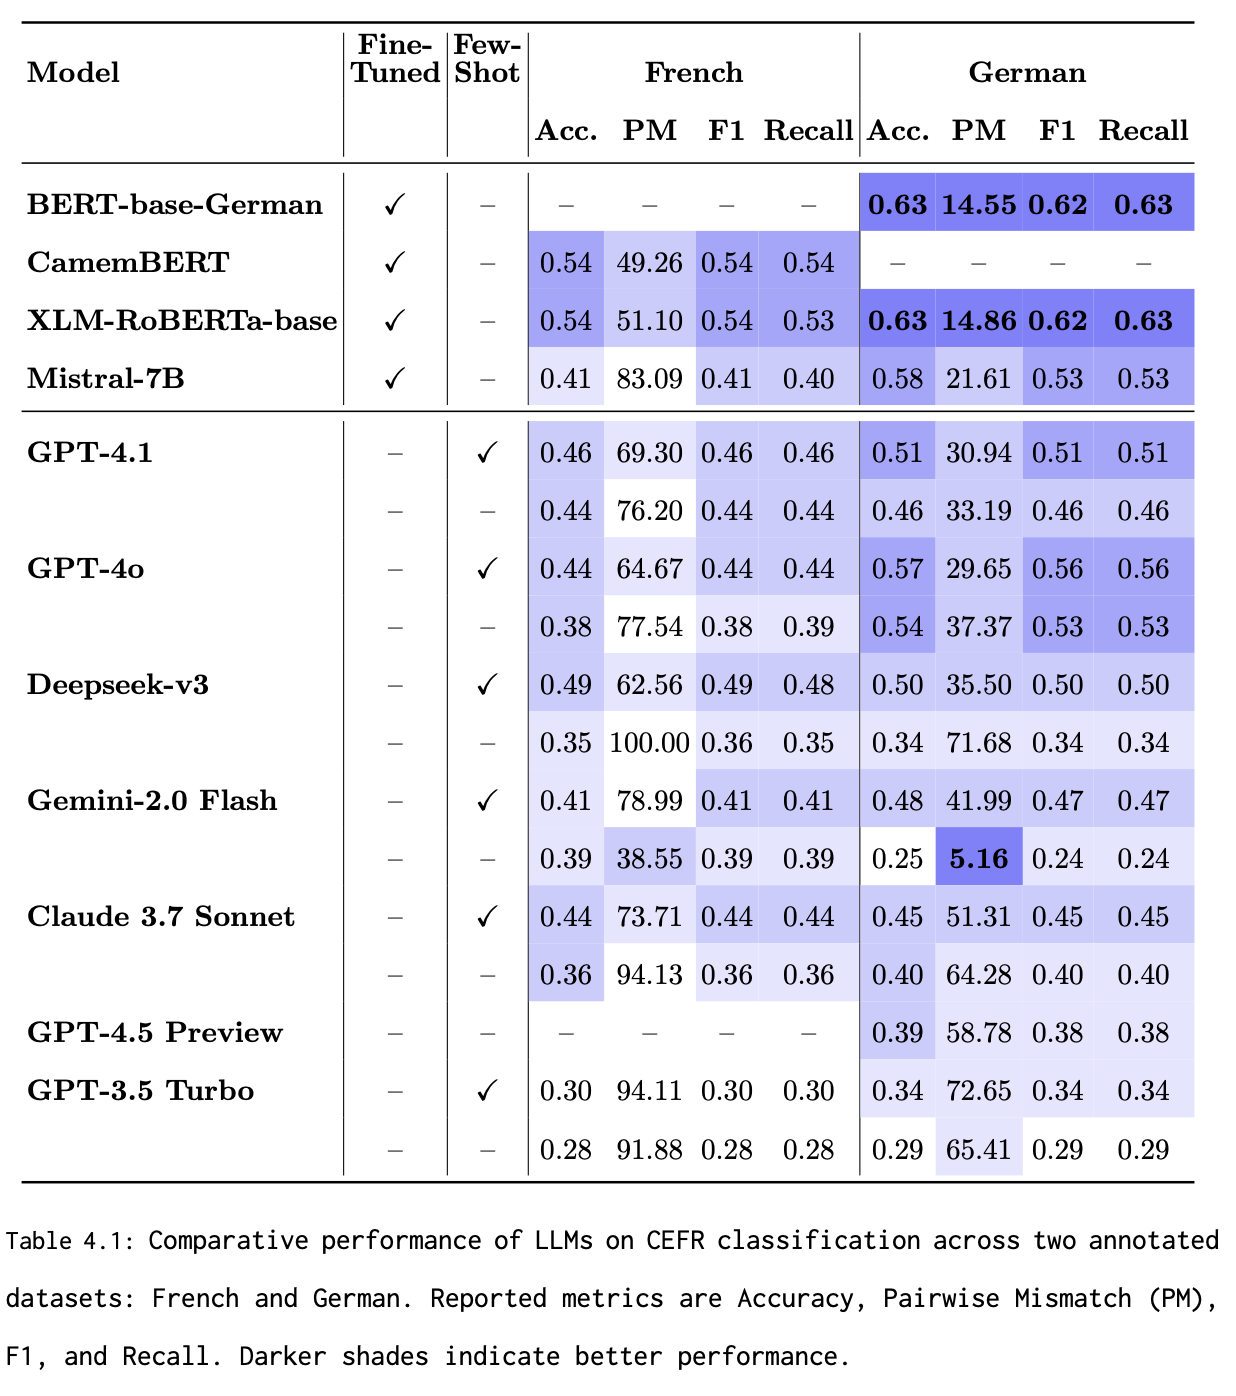 Model Fine-Tuned Few-Shot French German
Acc. PM F1 Recall Acc. PM F1 Recall
BERT-base-German ✓ – – – – – 0.63 14.55 0.62 0.63
CamemBERT ✓ – 0.54 49.26 0.54 0.54 – – – –
XLM-RoBERTa-base ✓ – 0.54 51.10 0.54 0.53 0.63 14.86 0.62 0.63
Mistral-7B ✓ – 0.41 83.09 0.41 0.40 0.58 21.61 0.53 0.53
GPT-4.1 – ✓ 0.46 69.30 0.46 0.46 0.51 30.94 0.51 0.51
– – 0.44 76.20 0.44 0.44 0.46 33.19 0.46 0.46
GPT-4o – ✓ 0.44 64.67 0.44 0.44 0.57 29.65 0.56 0.56
– – 0.38 77.54 0.38 0.39 0.54 37.37 0.53 0.53
Deepseek-v3 – ✓ 0.49 62.56 0.49 0.48 0.50 35.50 0.50 0.50
– – 0.35 100.00 0.36 0.35 0.34 71.68 0.34 0.34
Gemini-2.0 Flash – ✓ 0.41 78.99 0.41 0.41 0.48 41.99 0.47 0.47
– – 0.39 38.55 0.39 0.39 0.25 5.16 0.24 0.24
Claude 3.7 Sonnet – ✓ 0.44 73.71 0.44 0.44 0.45 51.31 0.45 0.45
– – 0.36 94.13 0.36 0.36 0.40 64.28 0.40 0.40
GPT-4.5 Preview – – – – – – 0.39 58.78 0.38 0.38
GPT-3.5 Turbo – ✓ 0.30 94.11 0.30 0.30 0.34 72.65 0.34 0.34
– – 0.28 91.88 0.28 0.28 0.29 65.41 0.29 0.29
Table 4.1: Comparative performance of LLMs on CEFR classification across two annotated
datasets: French and German. Reported metrics are Accuracy, Pairwise Mismatch (PM),
F1, and Recall. Darker shades indicate better performance.